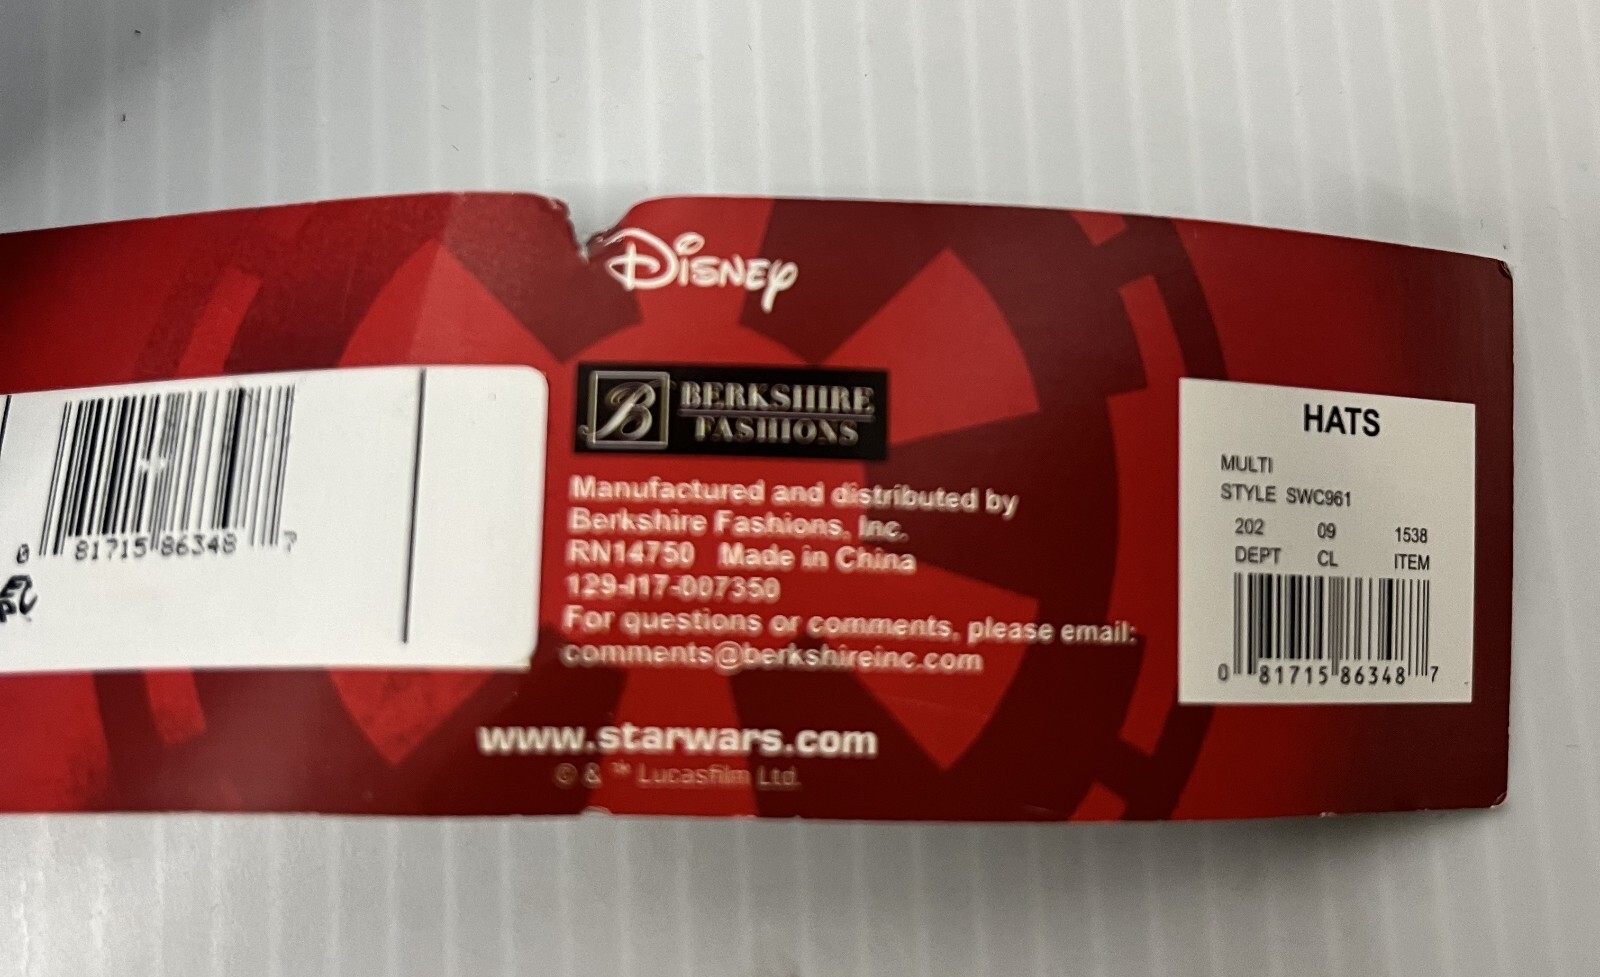 Disney
B BERKSHIRE
FASHIONS
Manufactured and distributed by
Berkshire Fashions, Inc.
RN14750 Made in China
129-I17-007350
For questions or comments, please email:
comments@berkshireinc.com
www.starwars.com
© & ™ Lucasfilm Ltd.
0 81715 86348 7
HATS
MULTI
STYLE SWC961
202 09 1538
DEPT CL ITEM
0 81715 86348 7